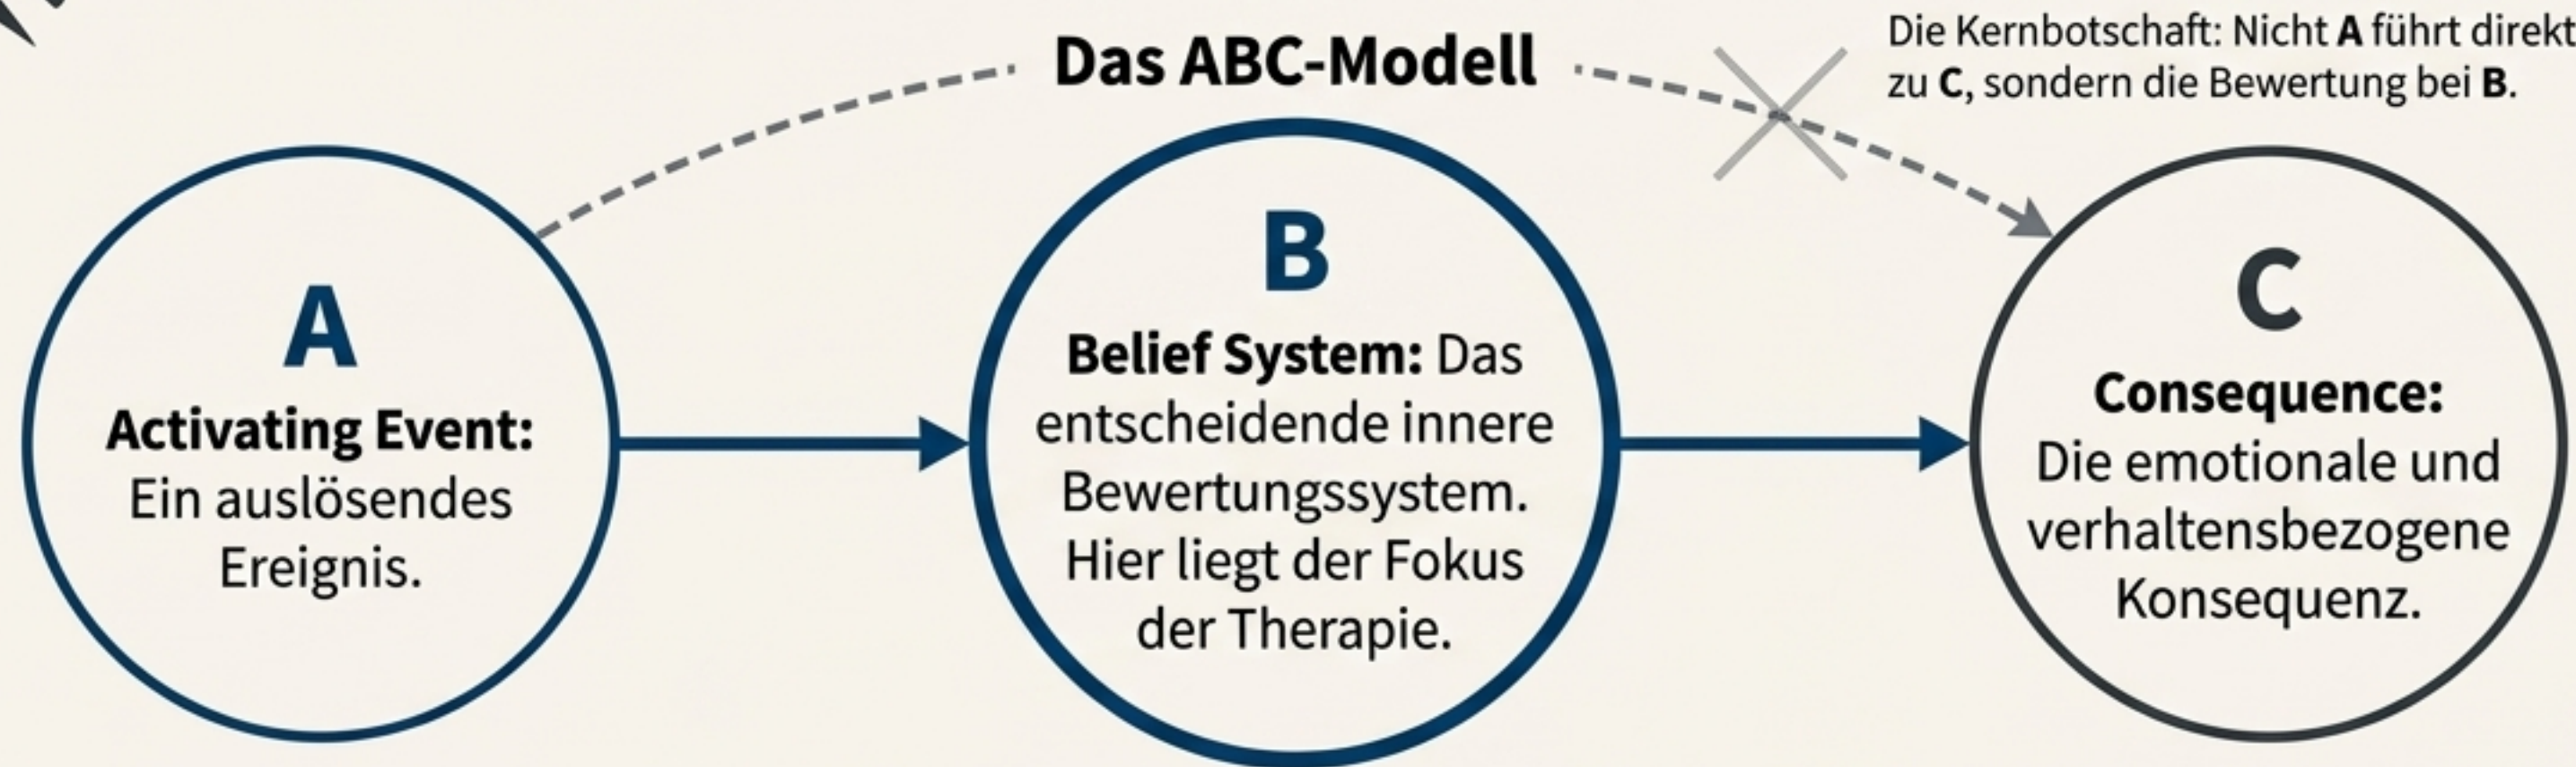 Das ABC-Modell
Die Kernbotschaft: Nicht A führt direkt
zu C, sondern die Bewertung bei B.
A
Activating Event:
Ein auslösendes
Ereignis.
B
Belief System: Das
entscheidende innere
Bewertungssystem.
Hier liegt der Fokus
der Therapie.
C
Consequence:
Die emotionale und
verhaltensbezogene
Konsequenz.